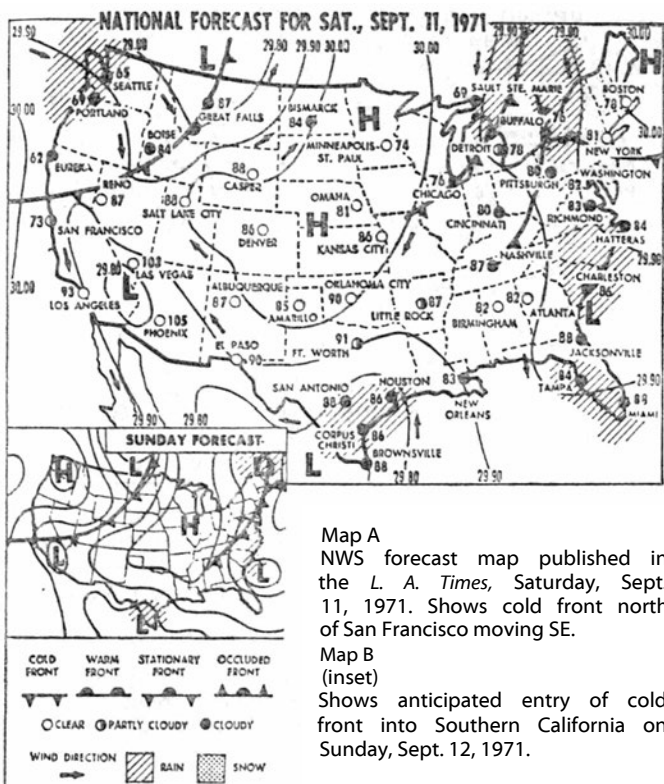 NATIONAL FORECAST FOR SAT., SEPT. 11, 1971
29.50
29.00
29.80 29.90 30.00
30.00
29.80
29.90
30.00
L
H
65
SEATTLE
69
PORTLAND
87
GREAT FALLS
BISMARCK
84
H
69
SAULT STE. MARIE
76
BUFFALO
BOSTON
78
30.00
BOISE
84
MINNEAPOLIS
ST. PAUL
74
DETROIT
78
81
NEW YORK
62
EUREKA
88
CASPER
76
CHICAGO
80
PITTSBURGH
WASHINGTON
82
RENO
87
88
SALT LAKE CITY
OMAHA
81
80
CINCINNATI
83
RICHMOND
84
HATTERAS
73
SAN FRANCISCO
86
DENVER
H
86
KANSAS CITY
NASHVILLE
87
29.90
30.00
103
LAS VEGAS
29.80
L
CHARLESTON
86
93
LOS ANGELES
ALBUQUERQUE
87
85
AMARILLO
OKLAHOMA CITY
90
87
LITTLE ROCK
82
BIRMINGHAM
82
ATLANTA
L
105
PHOENIX
EL PASO
90
91
FT. WORTH
88
JACKSONVILLE
SAN ANTONIO
88
HOUSTON
86
83
NEW
ORLEANS
84
TAMPA
29.90
88
MIAMI
29.90
29.80
CORPUS
CHRISTI
86
BROWNSVILLE
88
L
29.80
29.90
SUNDAY FORECAST
H
L
H
L
L
L
COLD
FRONT
WARM
FRONT
STATIONARY
FRONT
OCCLUDED
FRONT
CLEAR
PARTLY CLOUDY
CLOUDY
WIND DIRECTION
RAIN
SNOW
Map A
NWS forecast map published in
the L. A. Times, Saturday, Sept.
11, 1971. Shows cold front north
of San Francisco moving SE.
Map B
(inset)
Shows anticipated entry of cold
front into Southern California on
Sunday, Sept. 12, 1971.